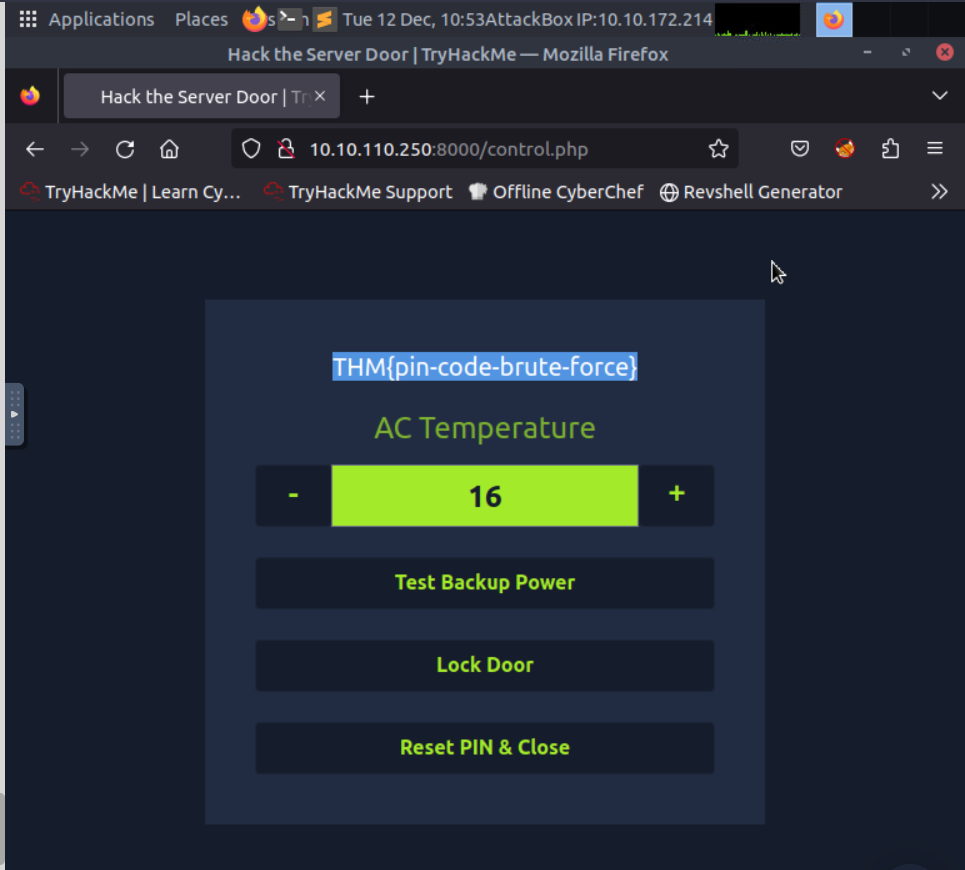 Applications Places Tue 12 Dec, 10:53 AttackBox IP:10.10.172.214
Hack the Server Door | TryHackMe — Mozilla Firefox
Hack the Server Door | Tr
10.10.110.250:8000/control.php
TryHackMe | Learn Cy… TryHackMe Support Offline CyberChef Revshell Generator
THM{pin-code-brute-force}
AC Temperature
- 16 +
Test Backup Power
Lock Door
Reset PIN & Close